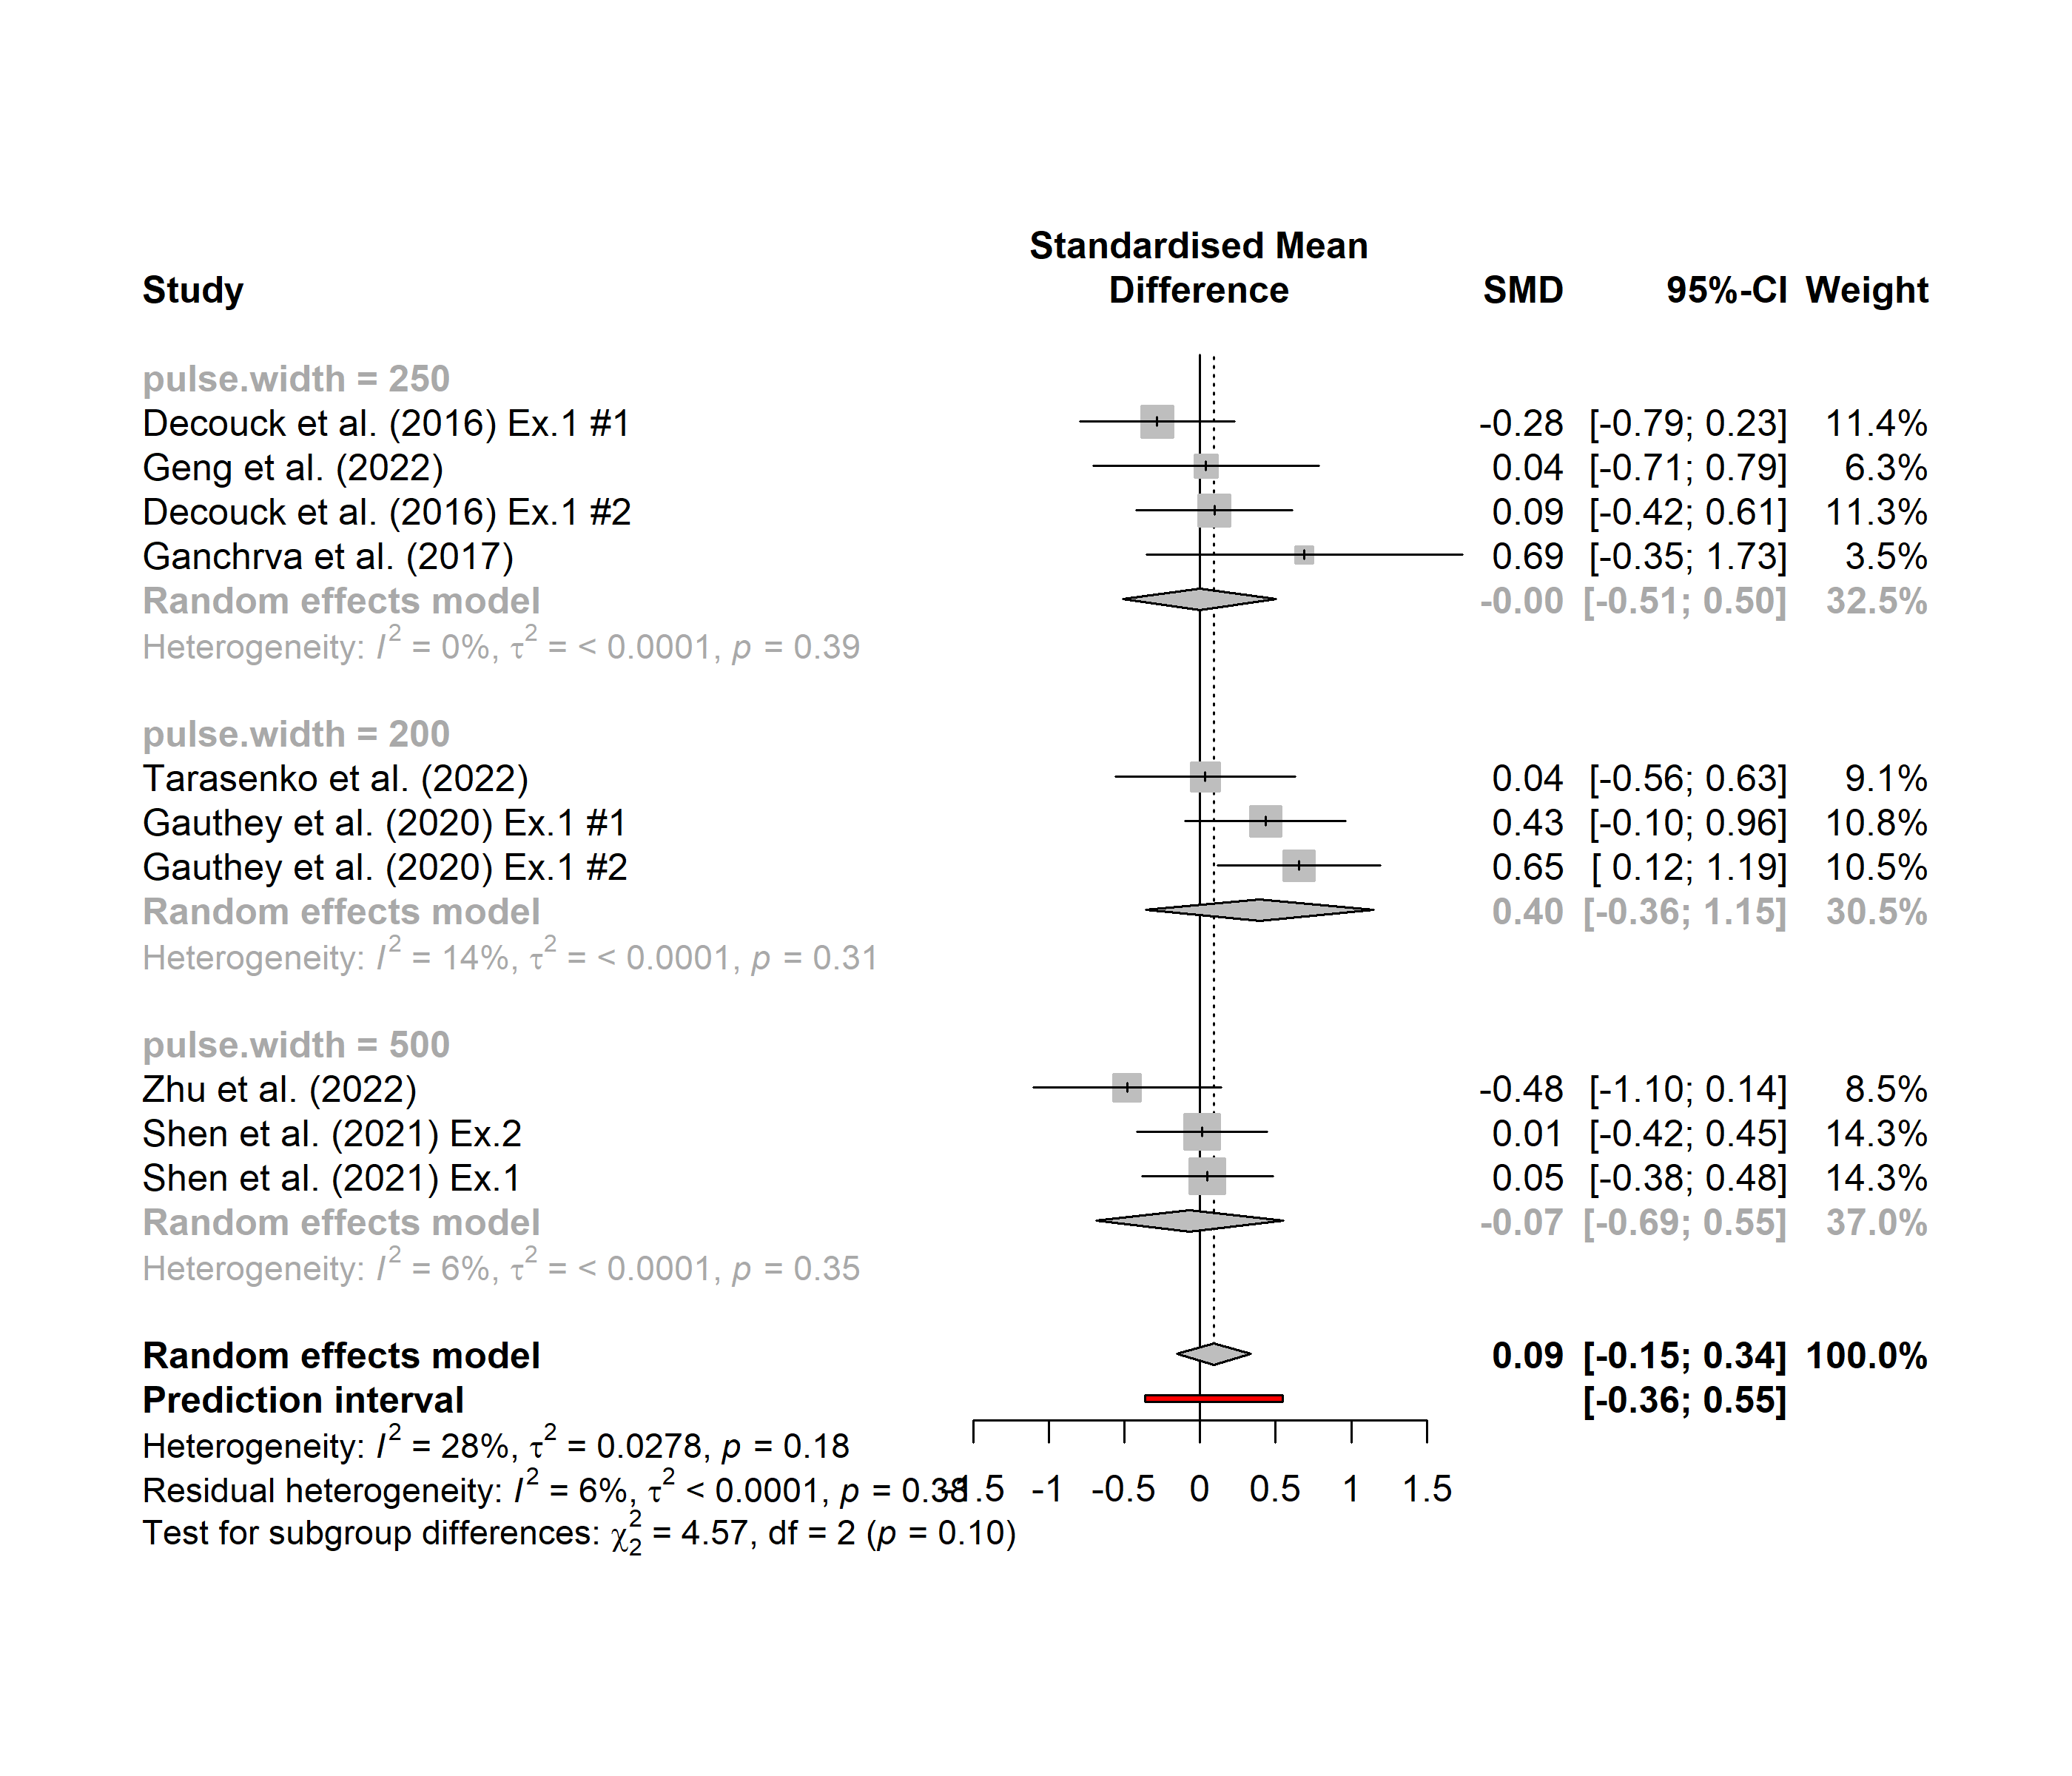 Standardised Mean
Study Difference SMD 95%-CI Weight
pulse.width = 250
Decouck et al. (2016) Ex.1 #1 -0.28 [-0.79; 0.23] 11.4%
Geng et al. (2022) 0.04 [-0.71; 0.79] 6.3%
Decouck et al. (2016) Ex.1 #2 0.09 [-0.42; 0.61] 11.3%
Ganchrva et al. (2017) 0.69 [-0.35; 1.73] 3.5%
Random effects model -0.00 [-0.51; 0.50] 32.5%
Heterogeneity: I² = 0%, τ² = < 0.0001, p = 0.39
pulse.width = 200
Tarasenko et al. (2022) 0.04 [-0.56; 0.63] 9.1%
Gauthey et al. (2020) Ex.1 #1 0.43 [-0.10; 0.96] 10.8%
Gauthey et al. (2020) Ex.1 #2 0.65 [ 0.12; 1.19] 10.5%
Random effects model 0.40 [-0.36; 1.15] 30.5%
Heterogeneity: I² = 14%, τ² = < 0.0001, p = 0.31
pulse.width = 500
Zhu et al. (2022) -0.48 [-1.10; 0.14] 8.5%
Shen et al. (2021) Ex.2 0.01 [-0.42; 0.45] 14.3%
Shen et al. (2021) Ex.1 0.05 [-0.38; 0.48] 14.3%
Random effects model -0.07 [-0.69; 0.55] 37.0%
Heterogeneity: I² = 6%, τ² = < 0.0001, p = 0.35
Random effects model 0.09 [-0.15; 0.34] 100.0%
Prediction interval [-0.36; 0.55]
Heterogeneity: I² = 28%, τ² = 0.0278, p = 0.18
Residual heterogeneity: I² = 6%, τ² < 0.0001, p = 0.38 -1.5 -1 -0.5 0 0.5 1 1.5
Test for subgroup differences: χ²₂ = 4.57, df = 2 (p = 0.10)